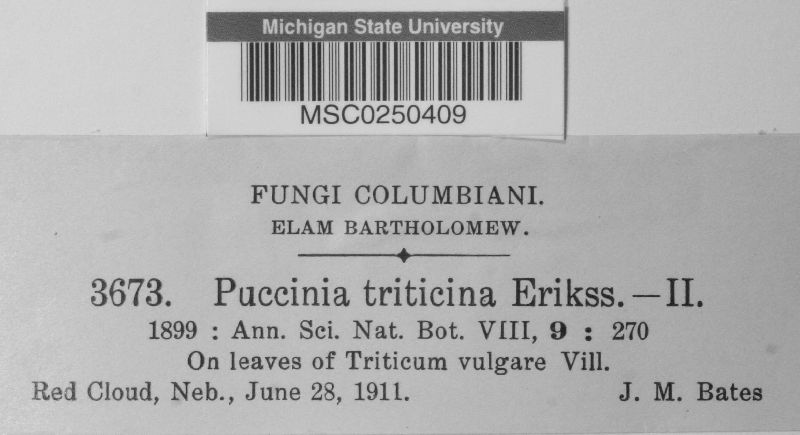 Michigan State University
MSC0250409
FUNGI COLUMBIANI.
ELAM BARTHOLOMEW.
3673. Puccinia triticina Erikss.—II.
1899 : Ann. Sci. Nat. Bot. VIII, 9 : 270
On leaves of Triticum vulgare Vill.
Red Cloud, Neb., June 28, 1911. J. M. Bates